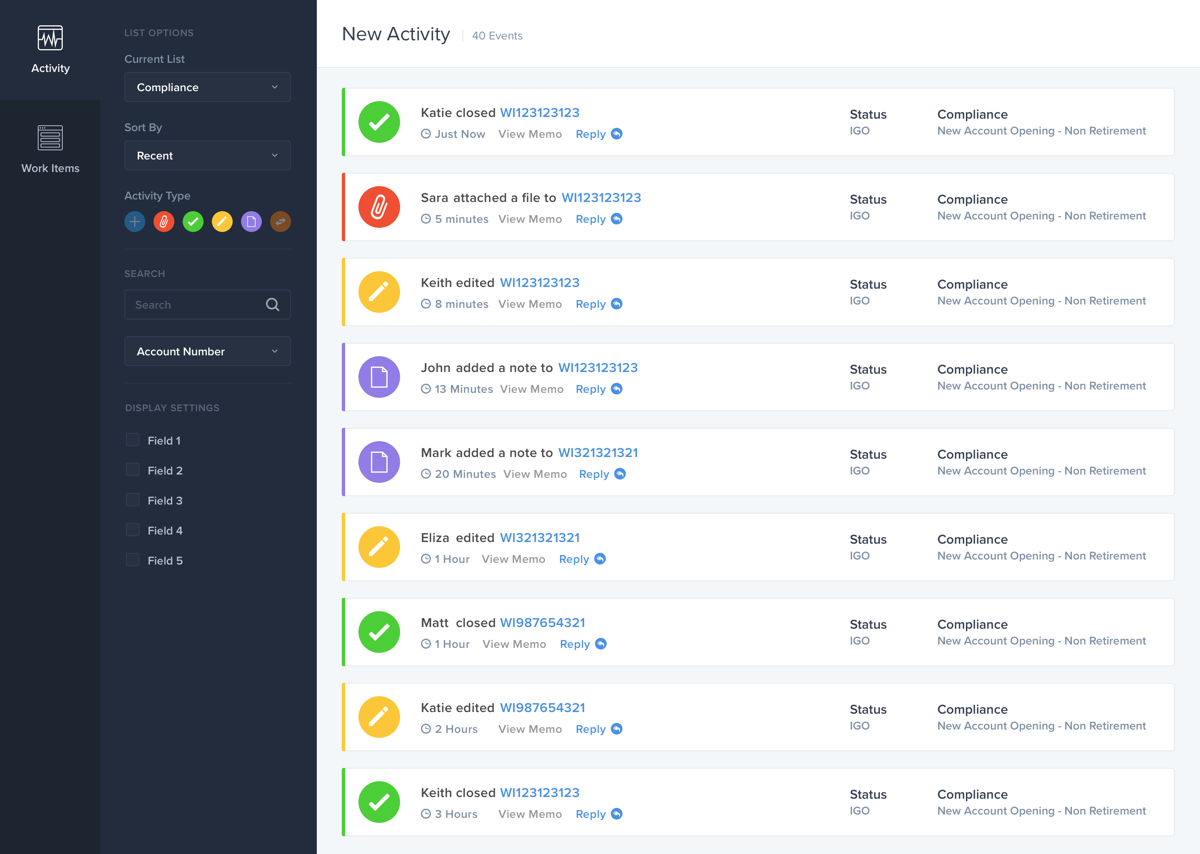 Activity
Work Items
LIST OPTIONS
Current List
Compliance
Sort By
Recent
Activity Type
SEARCH
Search
Account Number
DISPLAY SETTINGS
Field 1
Field 2
Field 3
Field 4
Field 5
New Activity 40 Events
Katie closed WI123123123
Just Now View Memo Reply
Status
IGO
Compliance
New Account Opening - Non Retirement
Sara attached a file to WI123123123
5 minutes View Memo Reply
Status
IGO
Compliance
New Account Opening - Non Retirement
Keith edited WI123123123
8 minutes View Memo Reply
Status
IGO
Compliance
New Account Opening - Non Retirement
John added a note to WI123123123
13 Minutes View Memo Reply
Status
IGO
Compliance
New Account Opening - Non Retirement
Mark added a note to WI321321321
20 Minutes View Memo Reply
Status
IGO
Compliance
New Account Opening - Non Retirement
Eliza edited WI321321321
1 Hour View Memo Reply
Status
IGO
Compliance
New Account Opening - Non Retirement
Matt closed WI987654321
1 Hour View Memo Reply
Status
IGO
Compliance
New Account Opening - Non Retirement
Katie edited WI987654321
2 Hours View Memo Reply
Status
IGO
Compliance
New Account Opening - Non Retirement
Keith closed WI123123123
3 Hours View Memo Reply
Status
IGO
Compliance
New Account Opening - Non Retirement